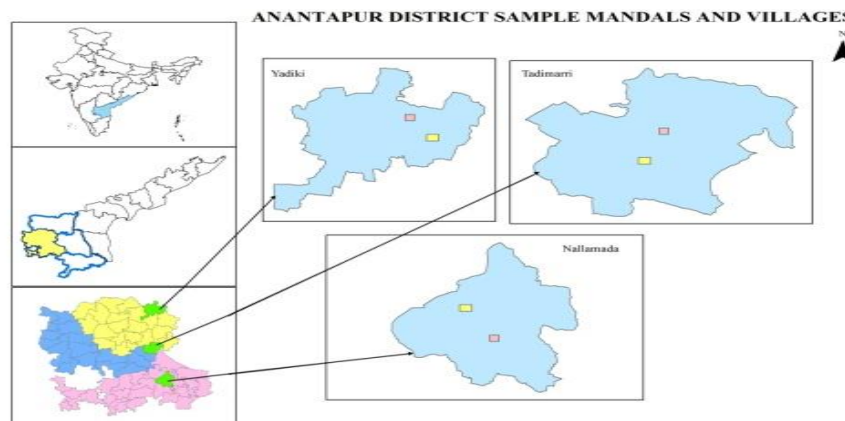 ANANTAPUR DISTRICT SAMPLE MANDALS AND VILLAGES
N
Yadiki
Tadimarri
Nallamada